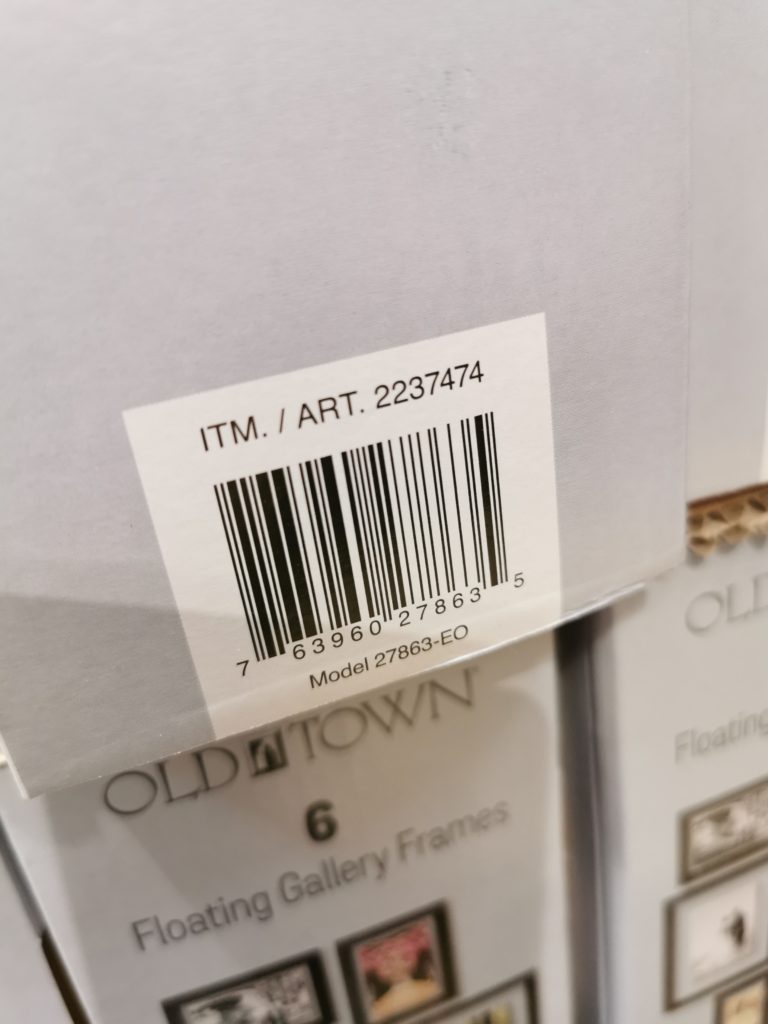 ITM. / ART. 2237474
7 63960 27863 5
Model 27863-EO
OLD TOWN
6
Floating Gallery Frames
OLD
Floating